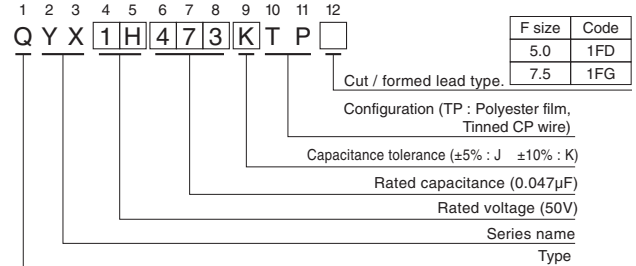 1 2 3 4 5 6 7 8 9 10 11 12
Q Y X 1 H 4 7 3 K T P
F size Code
5.0 1FD
7.5 1FG
Cut / formed lead type.
Configuration (TP : Polyester film,
Tinned CP wire)
Capacitance tolerance (±5% : J ±10% : K)
Rated capacitance (0.047µF)
Rated voltage (50V)
Series name
Type